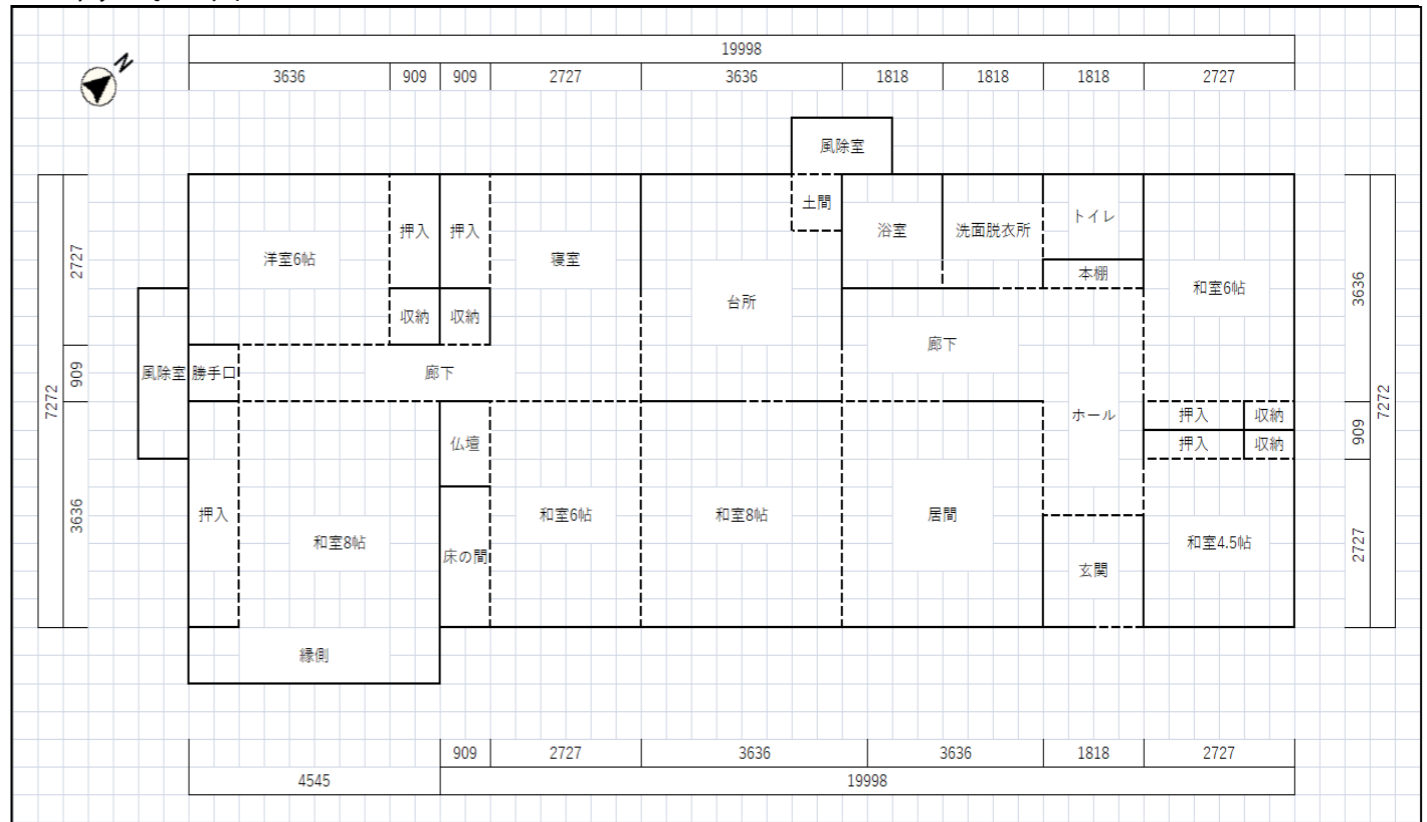 19998
3636 909 909 2727 3636 1818 1818 1818 2727
N
風除室
土間
押入 押入 浴室 洗面脱衣所 トイレ
洋室6帖 寝室
本棚
和室6帖
台所
収納 収納
廊下
風除室 勝手口 廊下
押入 収納
ホール
押入 収納
仏壇
押入 和室6帖 和室8帖 居間
和室8帖 和室4.5帖
床の間
玄関
縁側
7272
2727
909
3636
3636
909
2727
7272
909 2727 3636 3636 1818 2727
4545 19998